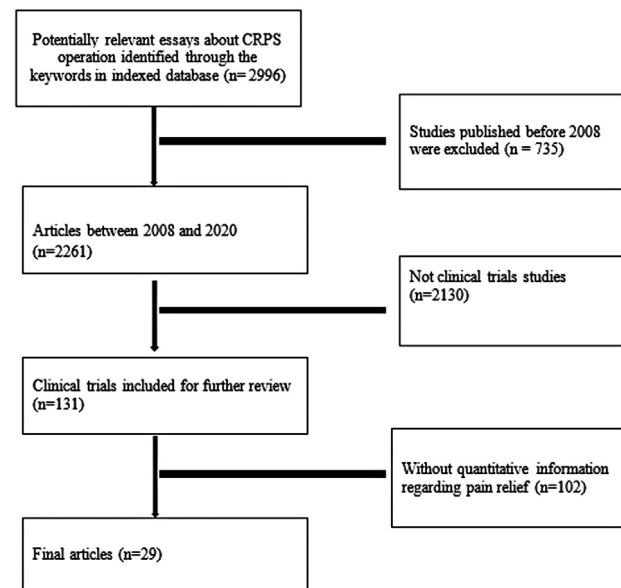 Potentially relevant essays about CRPS
operation identified through the
keywords in indexed database (n= 2996)
Studies published before 2008
were excluded (n = 735)
Articles between 2008 and 2020
(n=2261)
Not clinical trials studies
(n=2130)
Clinical trials included for further review
(n=131)
Without quantitative information
regarding pain relief (n=102)
Final articles (n=29)